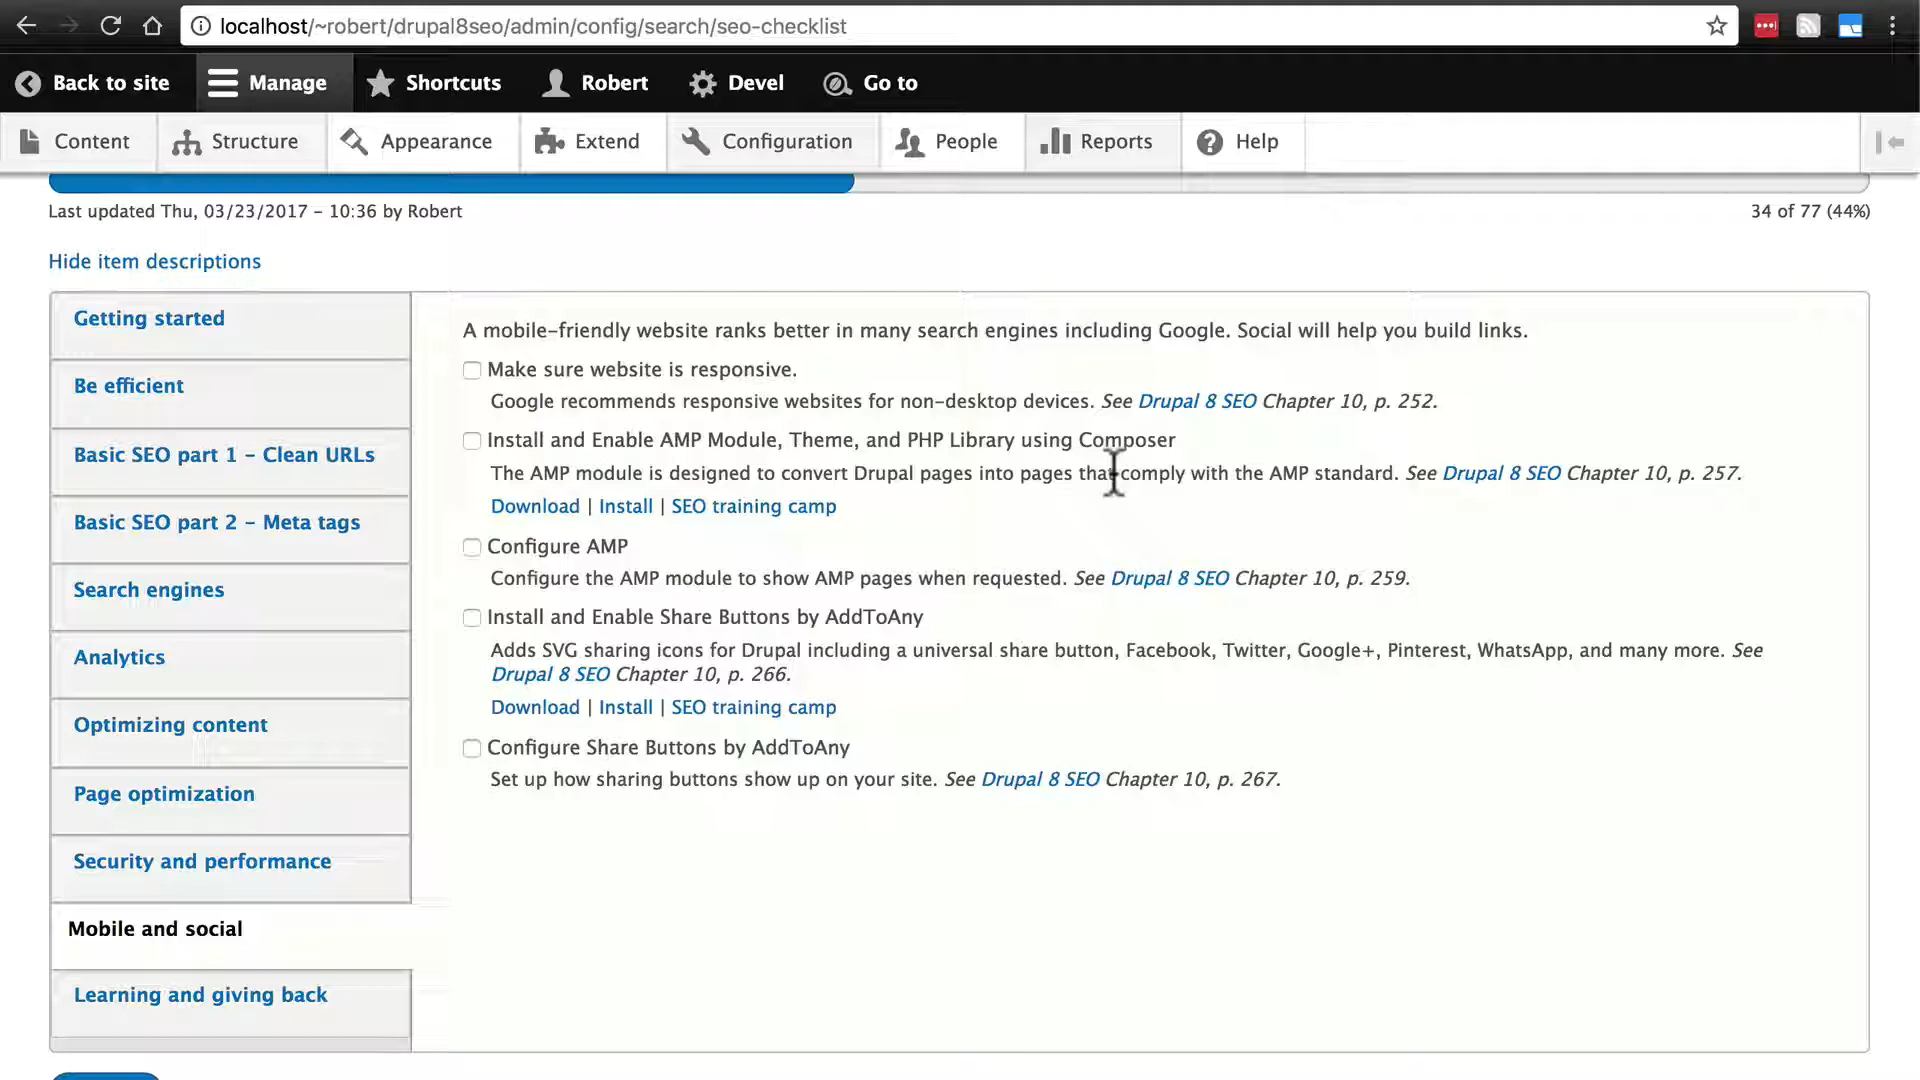 localhost/~robert/drupal8seo/admin/config/search/seo-checklist
Back to site Manage Shortcuts Robert Devel Go to
Content Structure Appearance Extend Configuration People Reports Help
Last updated Thu, 03/23/2017 – 10:36 by Robert
34 of 77 (44%)
Hide item descriptions
Getting started
Be efficient
Basic SEO part 1 – Clean URLs
Basic SEO part 2 – Meta tags
Search engines
Analytics
Optimizing content
Page optimization
Security and performance
Mobile and social
Learning and giving back
A mobile-friendly website ranks better in many search engines including Google. Social will help you build links.
Make sure website is responsive.
Google recommends responsive websites for non-desktop devices. See Drupal 8 SEO Chapter 10, p. 252.
Install and Enable AMP Module, Theme, and PHP Library using Composer
The AMP module is designed to convert Drupal pages into pages that comply with the AMP standard. See Drupal 8 SEO Chapter 10, p. 257.
Download | Install | SEO training camp
Configure AMP
Configure the AMP module to show AMP pages when requested. See Drupal 8 SEO Chapter 10, p. 259.
Install and Enable Share Buttons by AddToAny
Adds SVG sharing icons for Drupal including a universal share button, Facebook, Twitter, Google+, Pinterest, WhatsApp, and many more. See
Drupal 8 SEO Chapter 10, p. 266.
Download | Install | SEO training camp
Configure Share Buttons by AddToAny
Set up how sharing buttons show up on your site. See Drupal 8 SEO Chapter 10, p. 267.